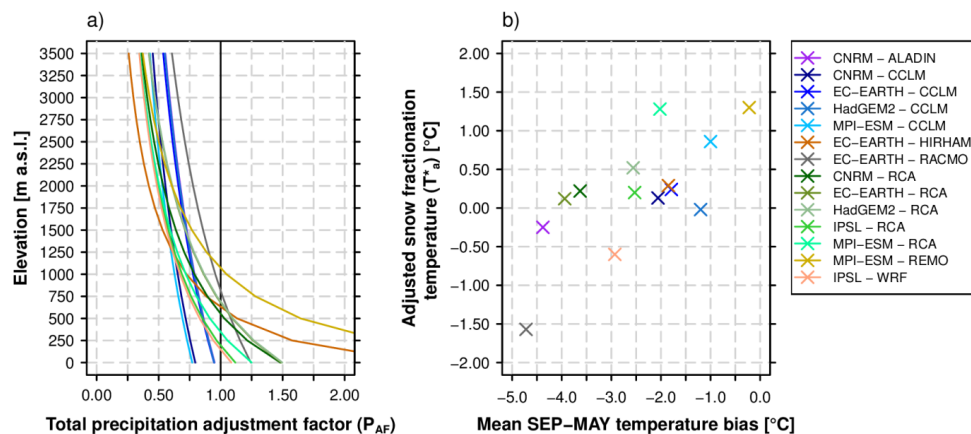 a)
3500
3250
3000
2750
2500
2250
2000
1750
1500
1250
1000
750
500
250
0
Elevation [m a.s.l.]
0.00 0.50 1.00 1.50 2.00
Total precipitation adjustment factor (P_AF)
b)
2.00
1.50
1.00
0.50
0.00
−0.50
−1.00
−1.50
−2.00
Adjusted snow fractionation
temperature (T*a) [°C]
−5.0 −4.0 −3.0 −2.0 −1.0 0.0
Mean SEP−MAY temperature bias [°C]
CNRM − ALADIN
CNRM − CCLM
EC−EARTH − CCLM
HadGEM2 − CCLM
MPI−ESM − CCLM
EC−EARTH − HIRHAM
EC−EARTH − RACMO
CNRM − RCA
EC−EARTH − RCA
HadGEM2 − RCA
IPSL − RCA
MPI−ESM − RCA
MPI−ESM − REMO
IPSL − WRF